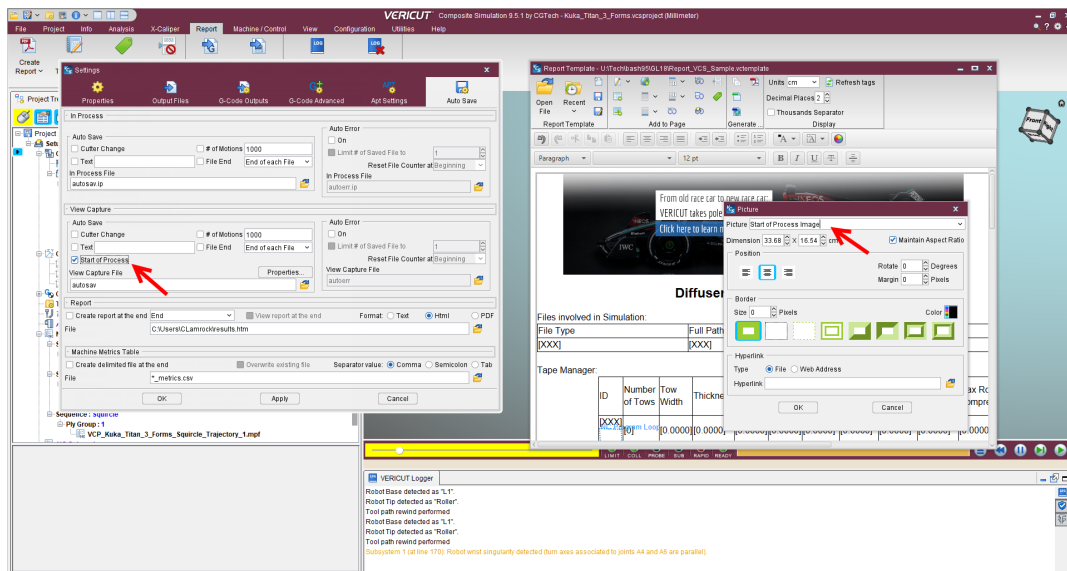 VERICUT Composite Simulation 9.5.1 by CGTech - Kuka_Titan_3_Forms.vcsproject (Millimeter)
File Project Info Analysis X-Caliper Report Machine / Control View Configuration Utilities Help
Create
Report
LOG LOG
Settings
Properties Output Files G-Code Outputs G-Code Advanced Apt Settings Auto Save
In Process
Auto Save
Cutter Change # of Motions 1000
Text File End End of each File
In Process File
autosav.ip
Auto Error
On
Limit # of Saved File to 1
Reset File Counter at Beginning
In Process File
autoerr.ip
View Capture
Auto Save
Cutter Change # of Motions 1000
Text File End End of each File
Start of Process
View Capture File Properties...
autosav
Auto Error
On
Limit # of Saved File to 1
Reset File Counter at Beginning
View Capture File
autoerr
Report
Create report at the end End View report at the end Format: Text Html PDF
File C:\Users\CLamrock\results.htm
Machine Metrics Table
Create delimited file at the end Overwrite existing file Separator value: Comma Semicolon Tab
File *_metrics.csv
OK Apply Cancel
Project Tr
Project
Setu
Sequence : Squircle
Ply Group : 1
VCP_Kuka_Titan_3_Forms_Squircle_Trajectory_1.mpf
Report Template - U:\Tech\bash95\GL18\Report_VCS_Sample.vctemplate
Open
File
Recent
Units cm Refresh tags
Decimal Places 2
Thousands Separator
Report Template Add to Page Generate ... Display
Paragraph 12 pt B I U T
From old race car to new race car:
VERICUT takes pole
Click here to learn m
IWC
Diffuser
Files involved in Simulation:
File Type Full Path
[XXX] [XXX]
Tape Manager:
ID Number of Tows Tow Width Thickne
[XXX] [0] [0.0000] [0.0000]
Picture
Picture Start of Process Image
Dimension 33.68 X 16.54 cm Maintain Aspect Ratio
Position
Rotate 0 Degrees
Margin 0 Pixels
Border
Size 0 Pixels Color
Hyperlink
Type File Web Address
Hyperlink
OK Cancel
Front
LIMIT COLL PROBE SUB RAPID READY
VERICUT Logger
Robot Base detected as "L1".
Robot Tip detected as "Roller".
Tool path rewind performed
Robot Base detected as "L1".
Robot Tip detected as "Roller".
Tool path rewind performed
Subsystem 1 (at line 170): Robot wrist singularity detected (turn axes associated to joints A4 and A6 are parallel).